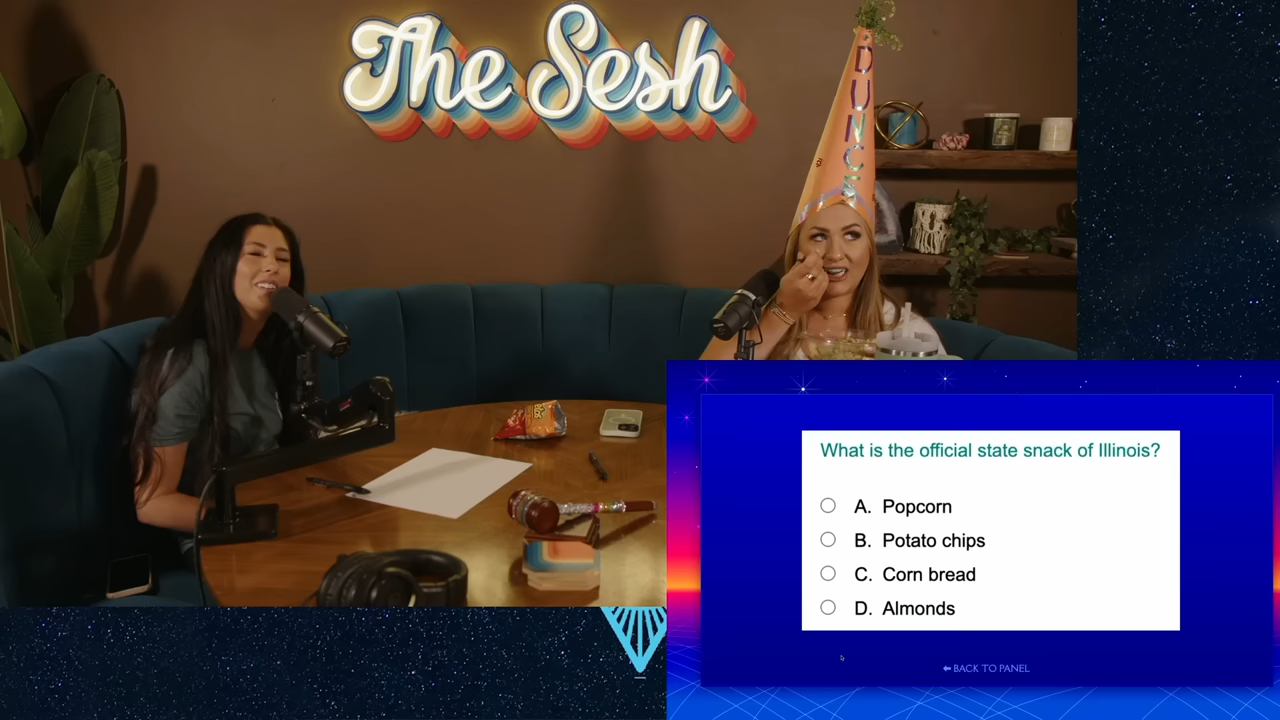 The Sesh
DUNCE
What is the official state snack of Illinois?
A. Popcorn
B. Potato chips
C. Corn bread
D. Almonds
BACK TO PANEL